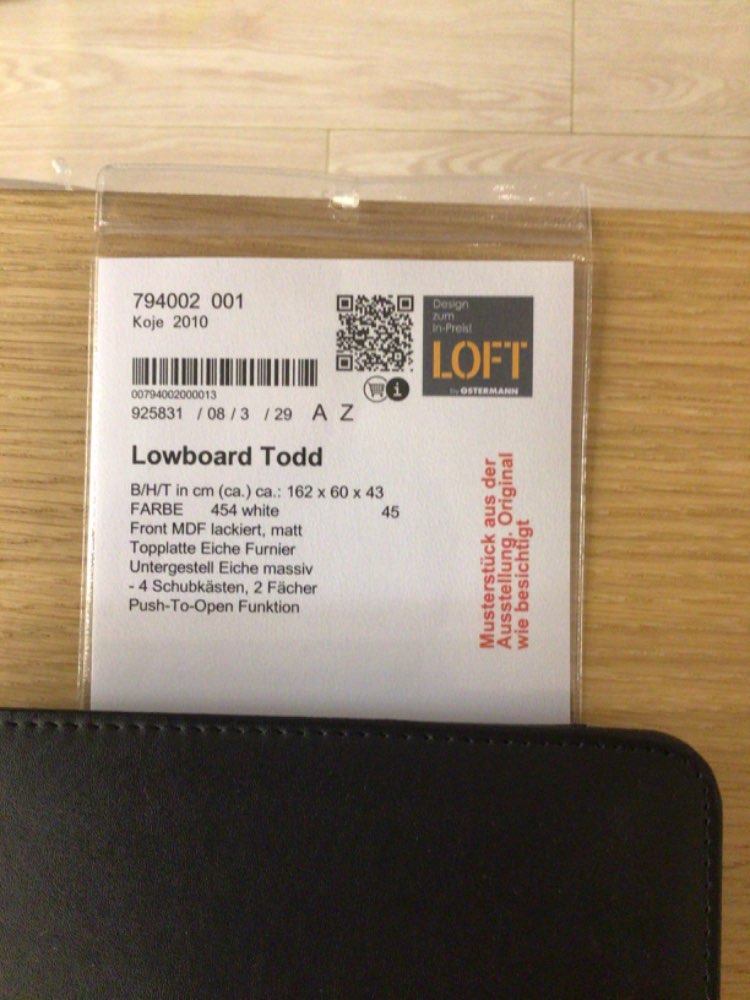 794002 001
Koje 2010
Design
zum
In-Preis!
LOFT
by OSTERMANN
00794002000013
925831 / 08 / 3 / 29 A Z
Lowboard Todd
B/H/T in cm (ca.) ca.: 162 x 60 x 43
FARBE 454 white 45
Front MDF lackiert, matt
Topplatte Eiche Furnier
Untergestell Eiche massiv
- 4 Schubkästen, 2 Fächer
Push-To-Open Funktion
Musterstück aus der
Ausstellung, Original
wie besichtigt